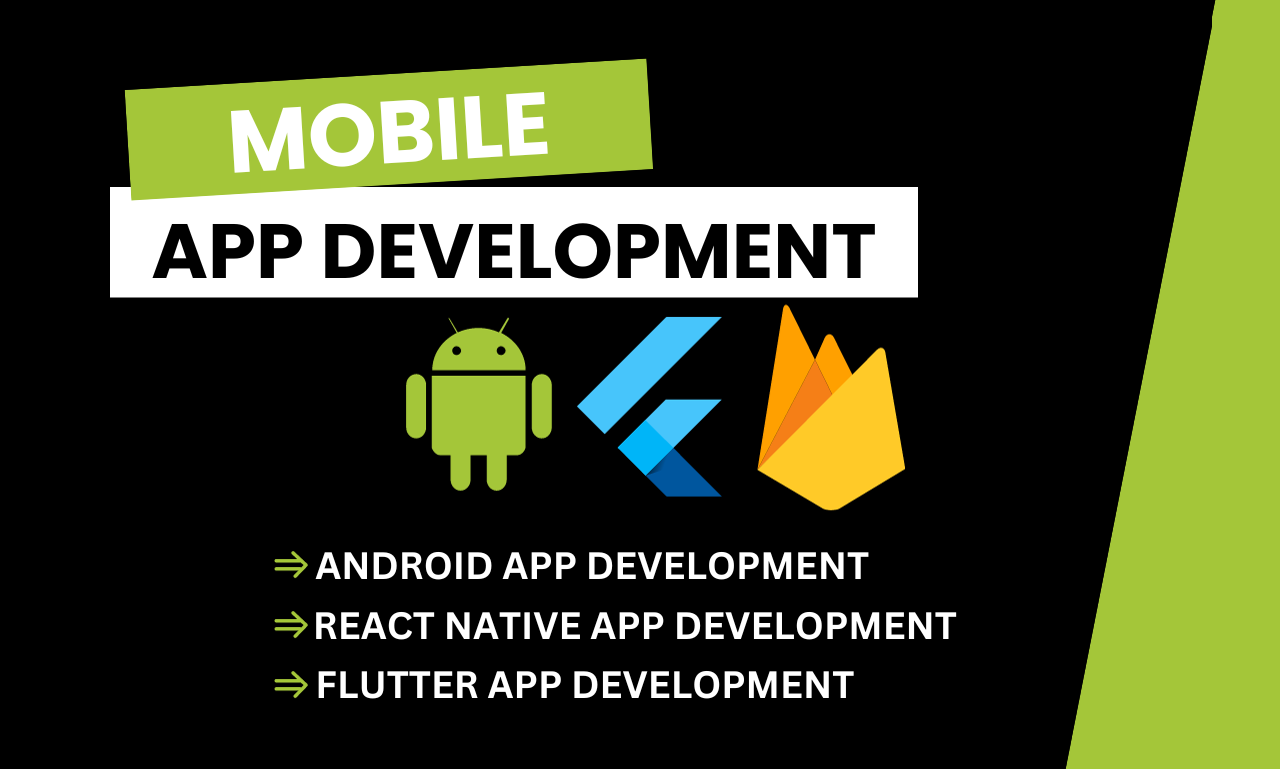 MOBILE
APP DEVELOPMENT
⇒ ANDROID APP DEVELOPMENT
⇒ REACT NATIVE APP DEVELOPMENT
⇒ FLUTTER APP DEVELOPMENT